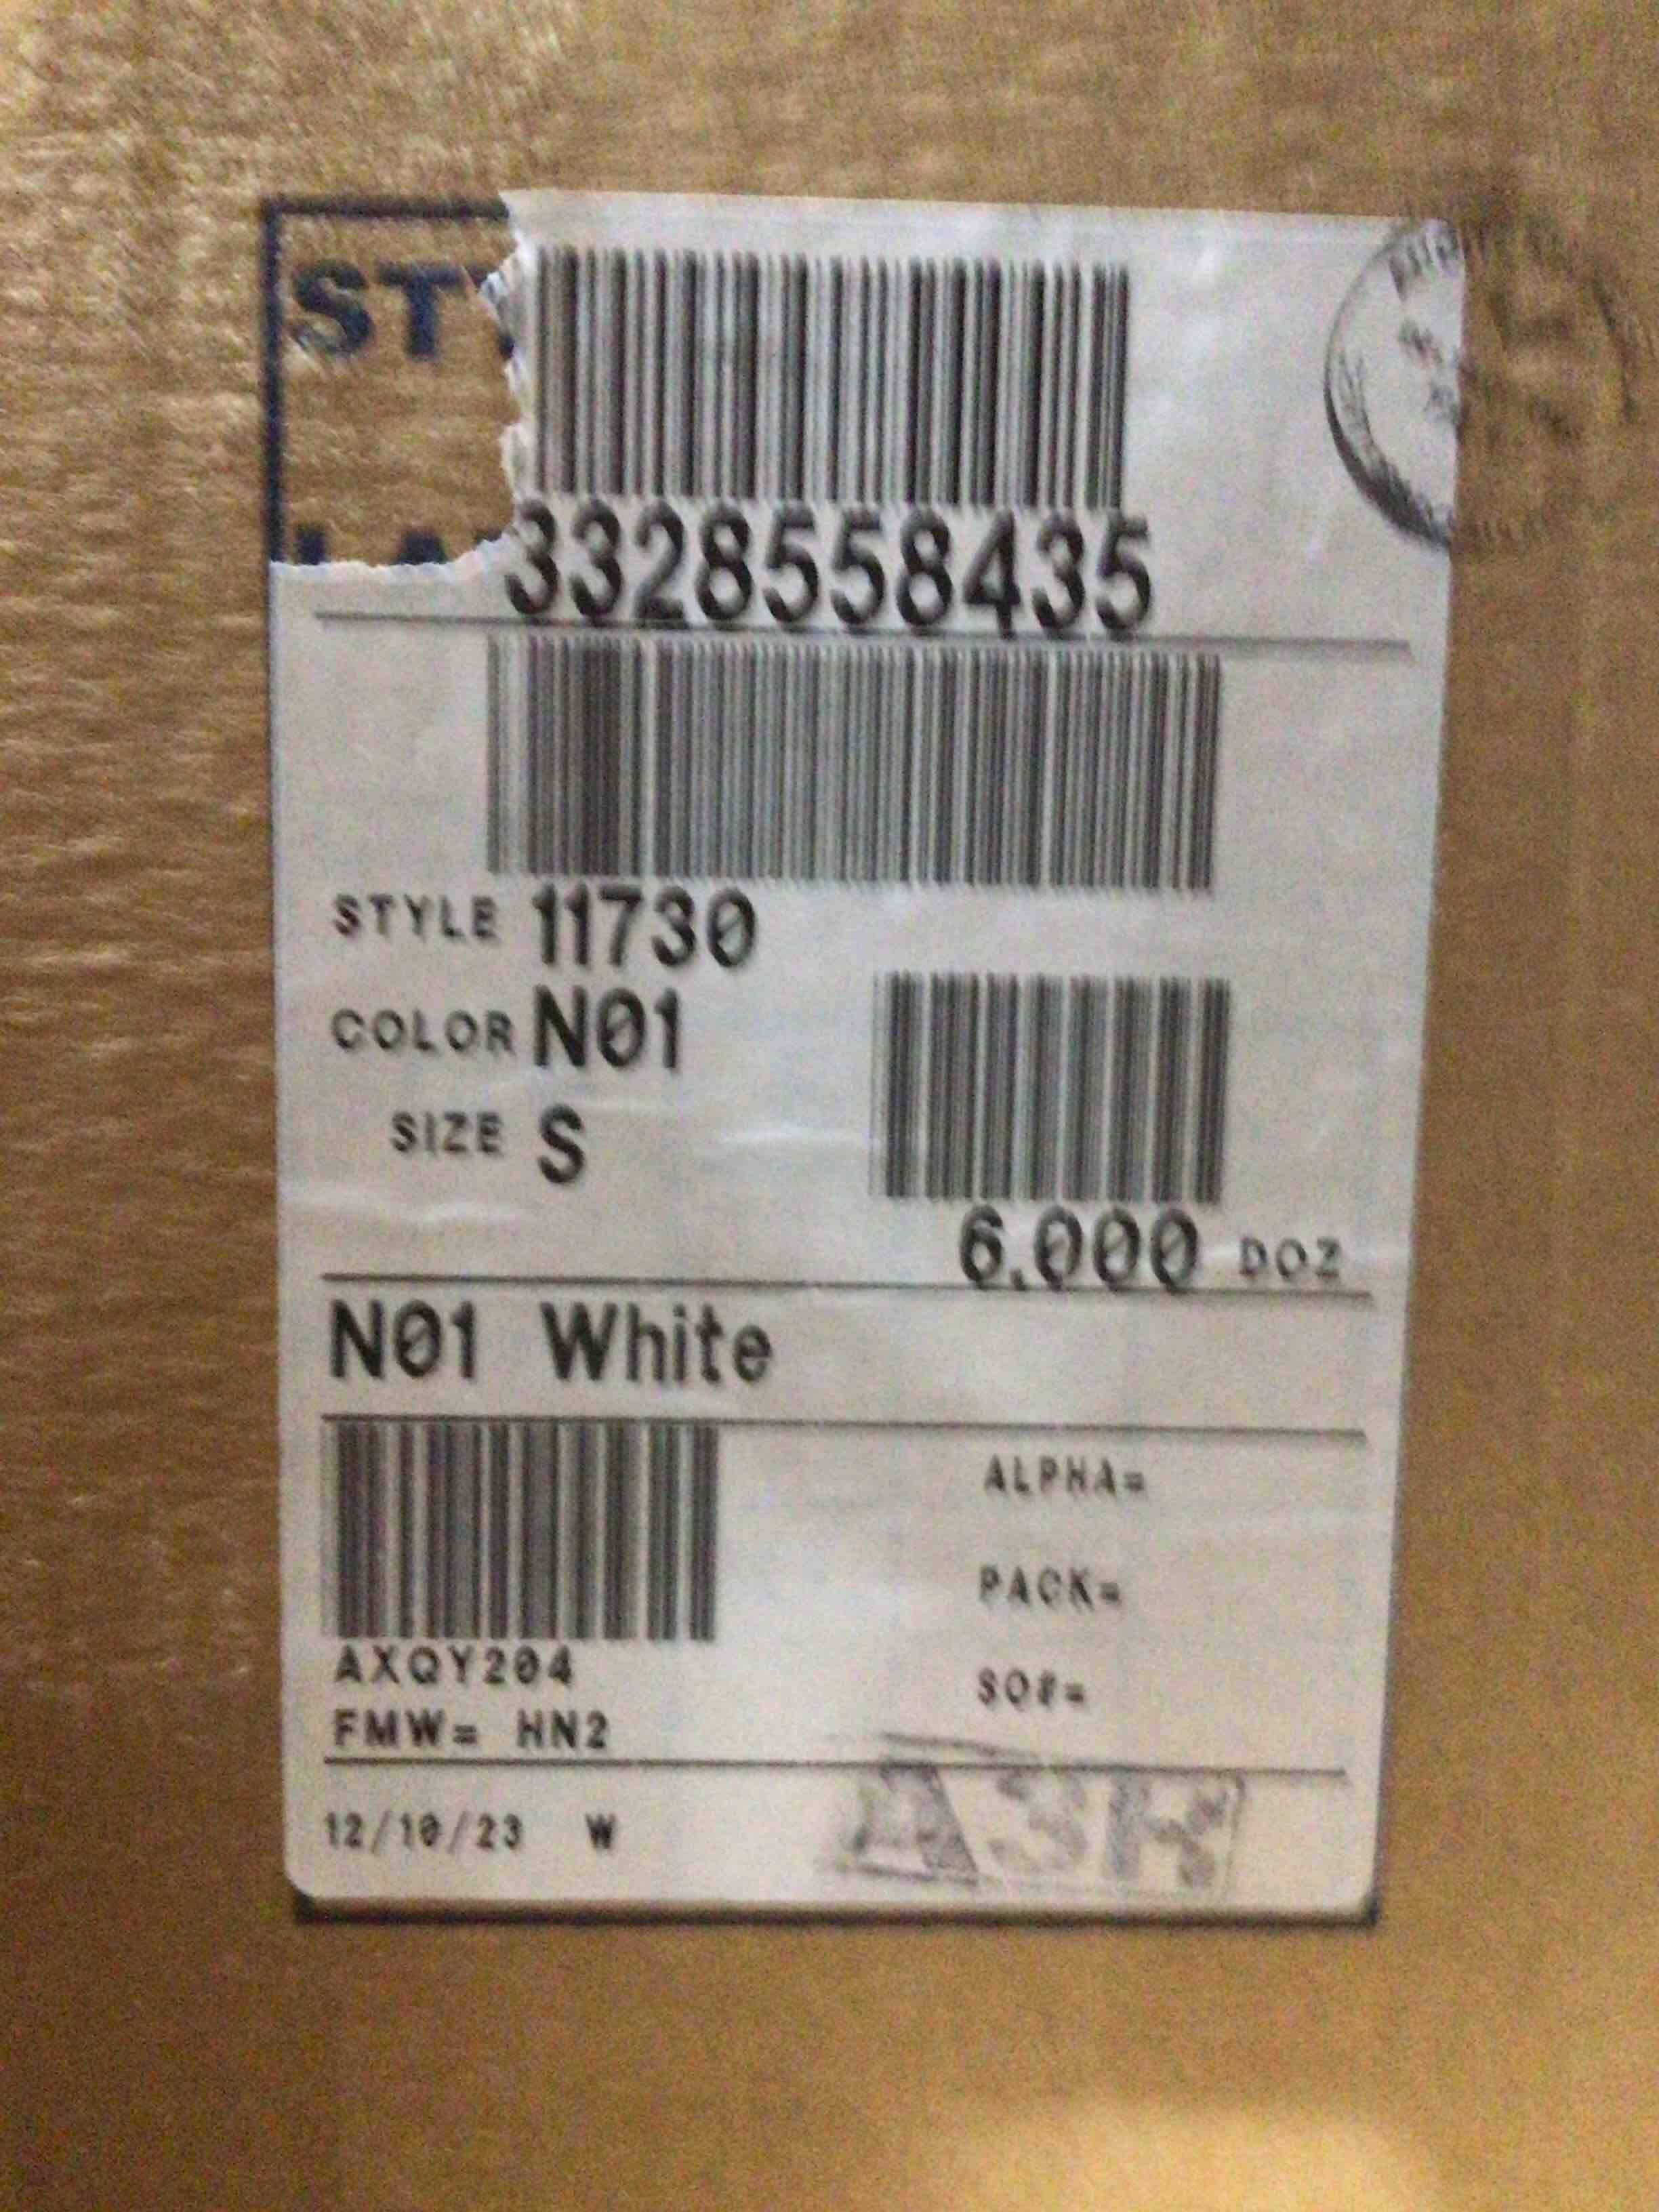 ST
3328558435
STYLE 11730
COLOR N01
SIZE S
6.000 DOZ
N01 White
ALPHA=
PACK=
AXQY204
SO#=
FMW= HN2
12/10/23 W